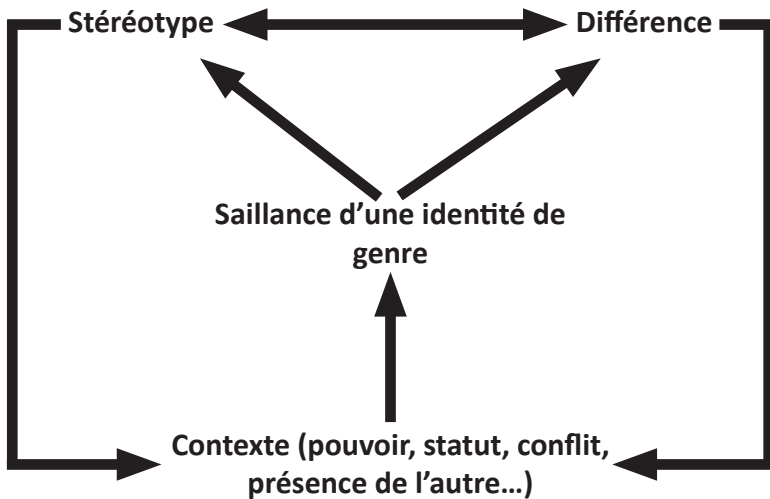 Stéréotype
Différence
Saillance d’une identité de
genre
Contexte (pouvoir, statut, conflit,
présence de l’autre…)